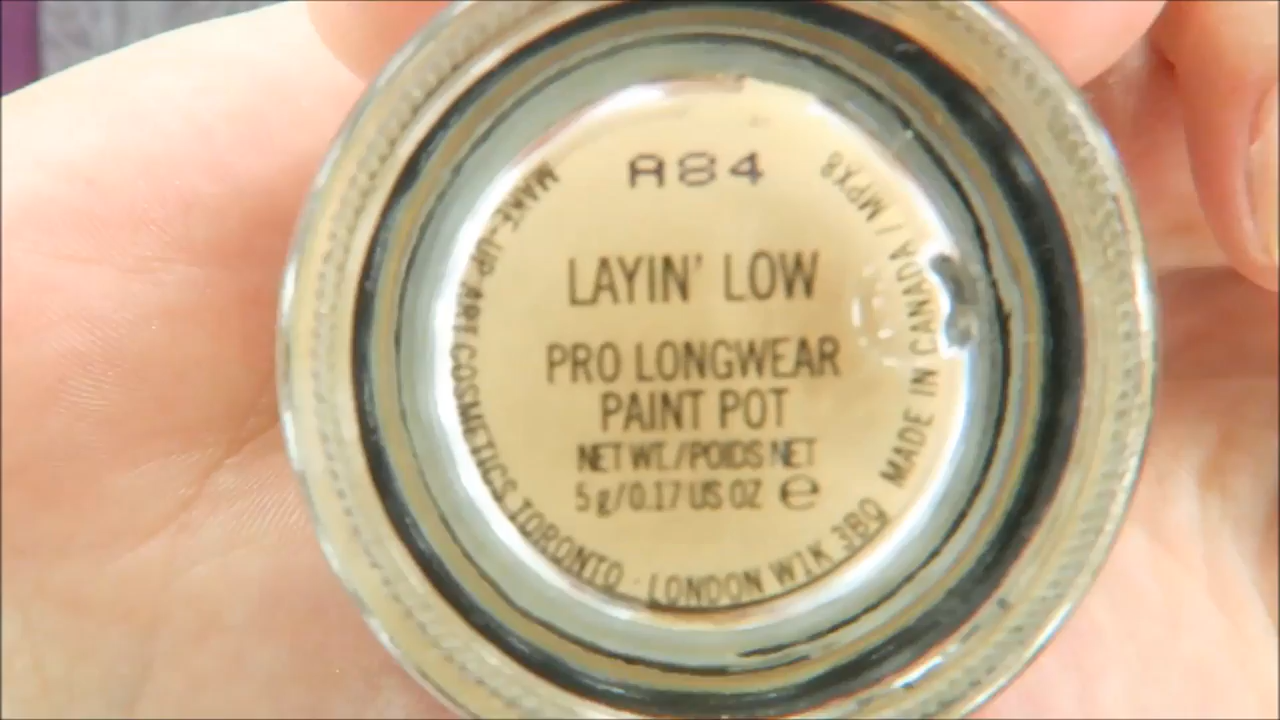 A84
LAYIN' LOW
PRO LONGWEAR
PAINT POT
NET WT./POIDS NET
5 g/0.17 US OZ e
MAKE-UP ART COSMETICS TORONTO · LONDON W1K 3BQ MADE IN CANADA / MPX8